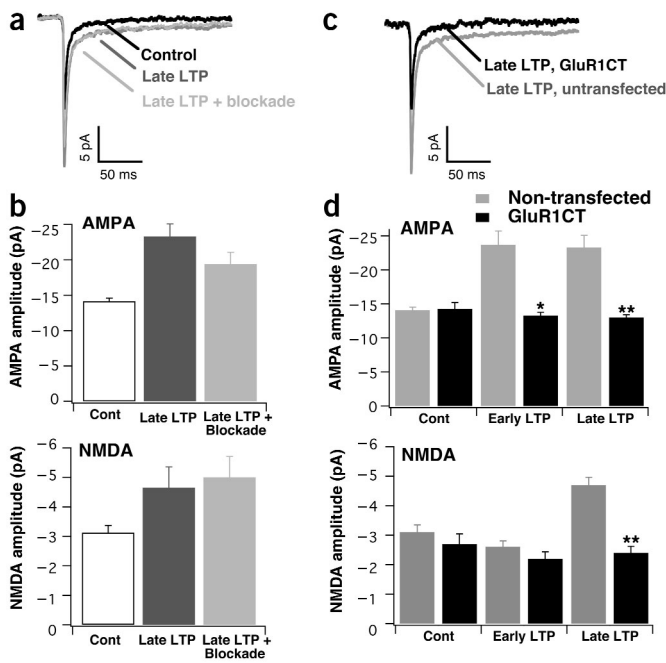 a
Control
Late LTP
Late LTP + blockade
5 pA
50 ms
c
Late LTP, GluR1CT
Late LTP, untransfected
5 pA
50 ms
b
AMPA
AMPA amplitude (pA)
−25
−20
−15
−10
−5
0
Cont
Late LTP
Late LTP +
Blockade
NMDA
NMDA amplitude (pA)
−6
−5
−4
−3
−2
−1
0
Cont
Late LTP
Late LTP +
Blockade
d
Non-transfected
GluR1CT
AMPA
AMPA amplitude (pA)
−25
−20
−15
−10
−5
0
*
**
Cont
Early LTP
Late LTP
NMDA
NMDA amplitude (pA)
−6
−5
−4
−3
−2
−1
0
**
Cont
Early LTP
Late LTP